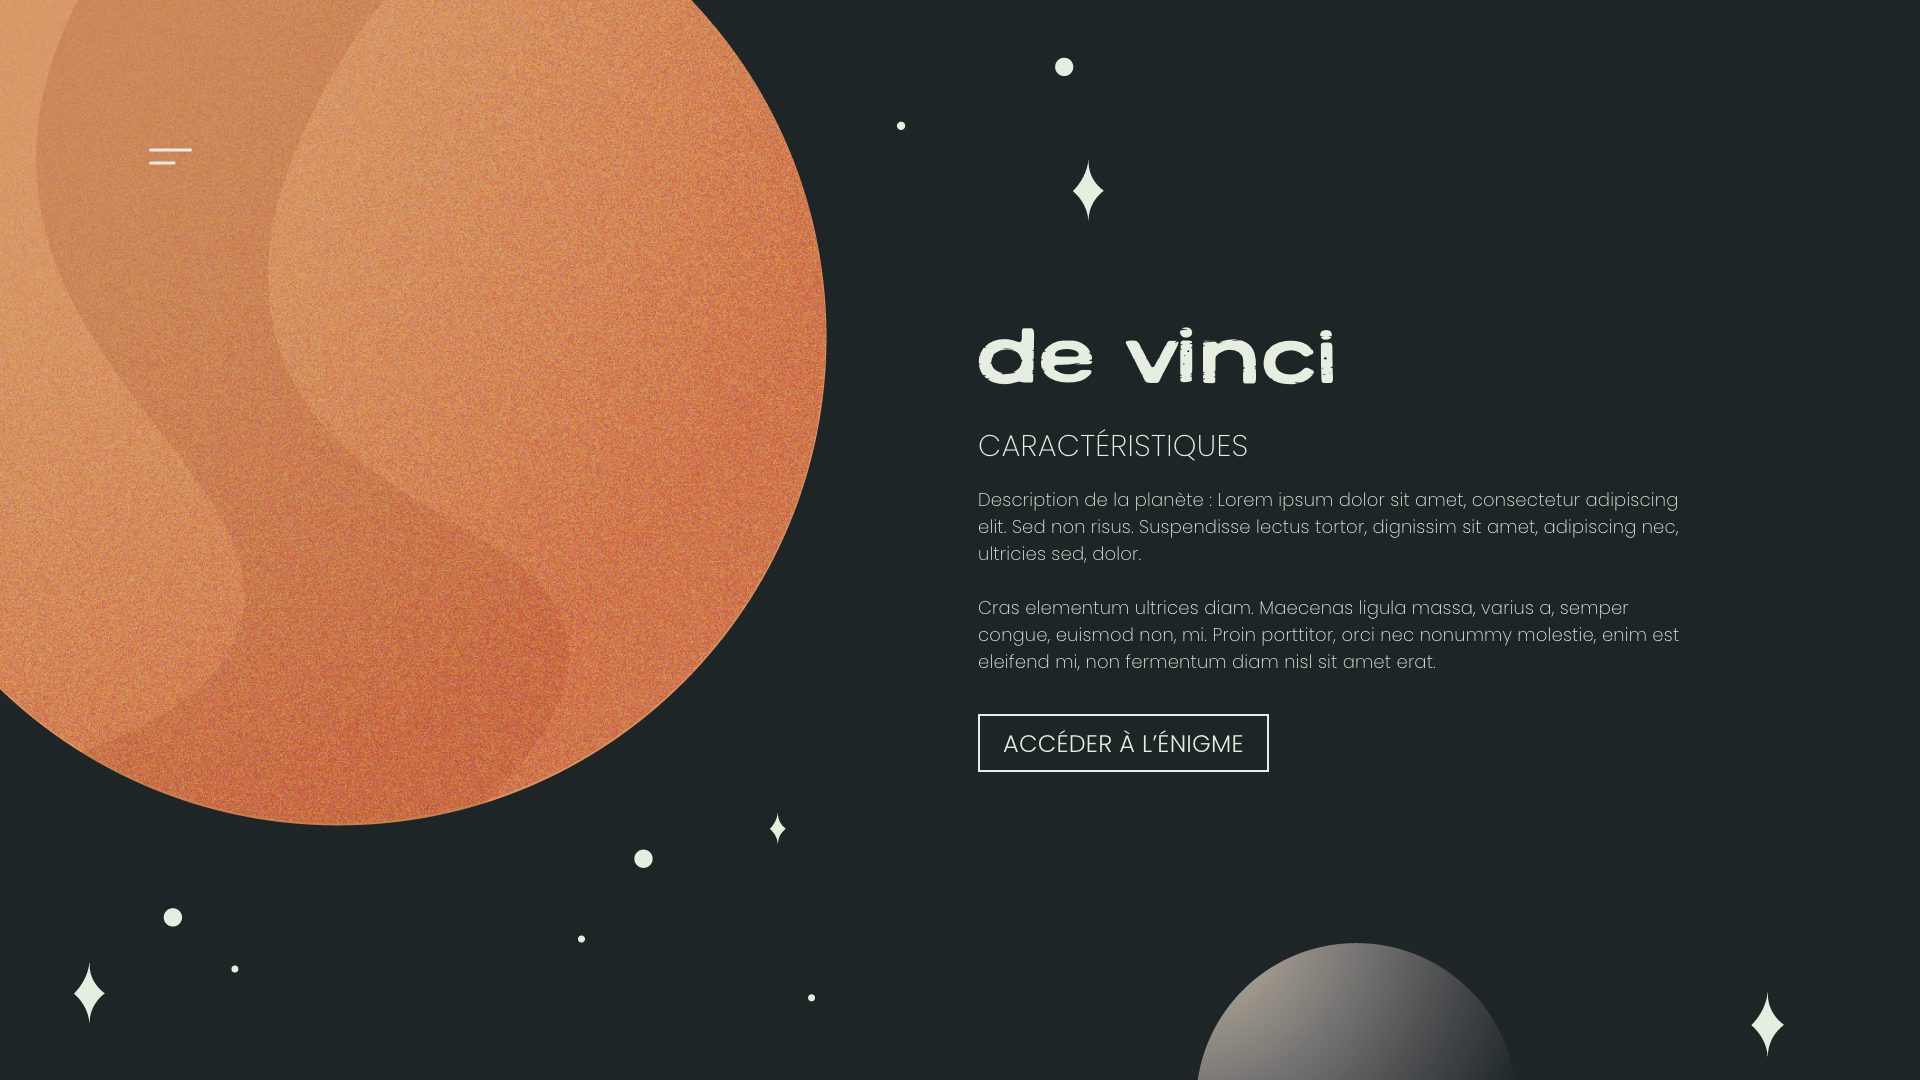 de vinci
CARACTÉRISTIQUES
Description de la planète : Lorem ipsum dolor sit amet, consectetur adipiscing
elit. Sed non risus. Suspendisse lectus tortor, dignissim sit amet, adipiscing nec,
ultricies sed, dolor.
Cras elementum ultrices diam. Maecenas ligula massa, varius a, semper
congue, euismod non, mi. Proin porttitor, orci nec nonummy molestie, enim est
eleifend mi, non fermentum diam nisl sit amet erat.
ACCÉDER À L’ÉNIGME